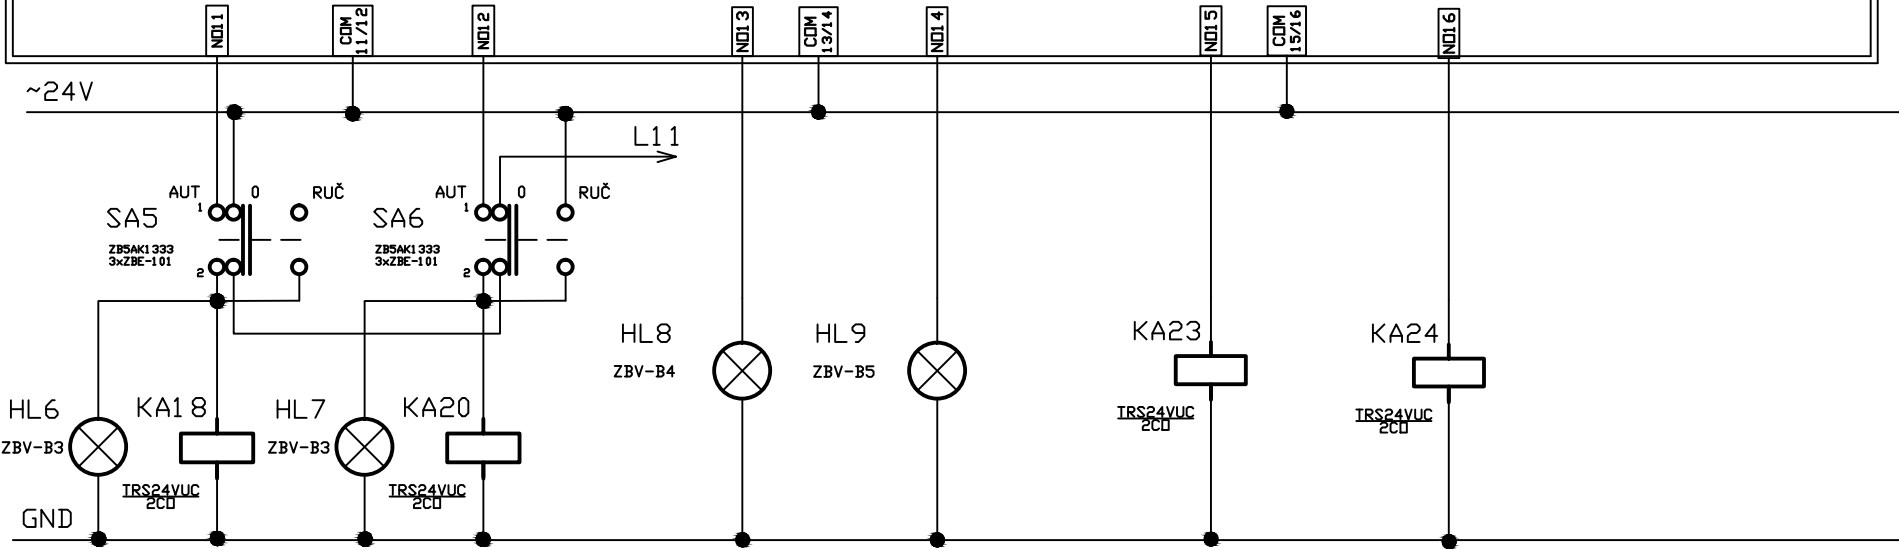 NO11
COM
11/12
NO12
NO13
COM
13/14
NO14
NO15
COM
15/16
NO16
~24V
L11
AUT
0
RUČ
AUT
0
RUČ
1
1
SA5
SA6
ZB5AK1333
3xZBE-101
ZB5AK1333
3xZBE-101
2
2
HL8
ZBV-B4
HL9
ZBV-B5
KA23
KA24
TRS24VUC
2CO
TRS24VUC
2CO
HL6
ZBV-B3
KA18
HL7
ZBV-B3
KA20
TRS24VUC
2CO
TRS24VUC
2CO
GND